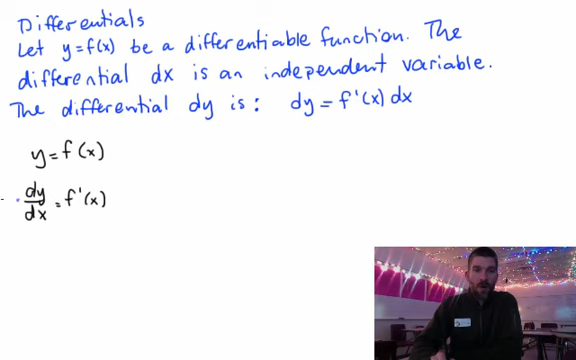 Differentials
Let y=f(x) be a differentiable function. The
differential dx is an independent variable.
The differential dy is: dy = f'(x) dx
y = f(x)
dy/dx = f'(x)